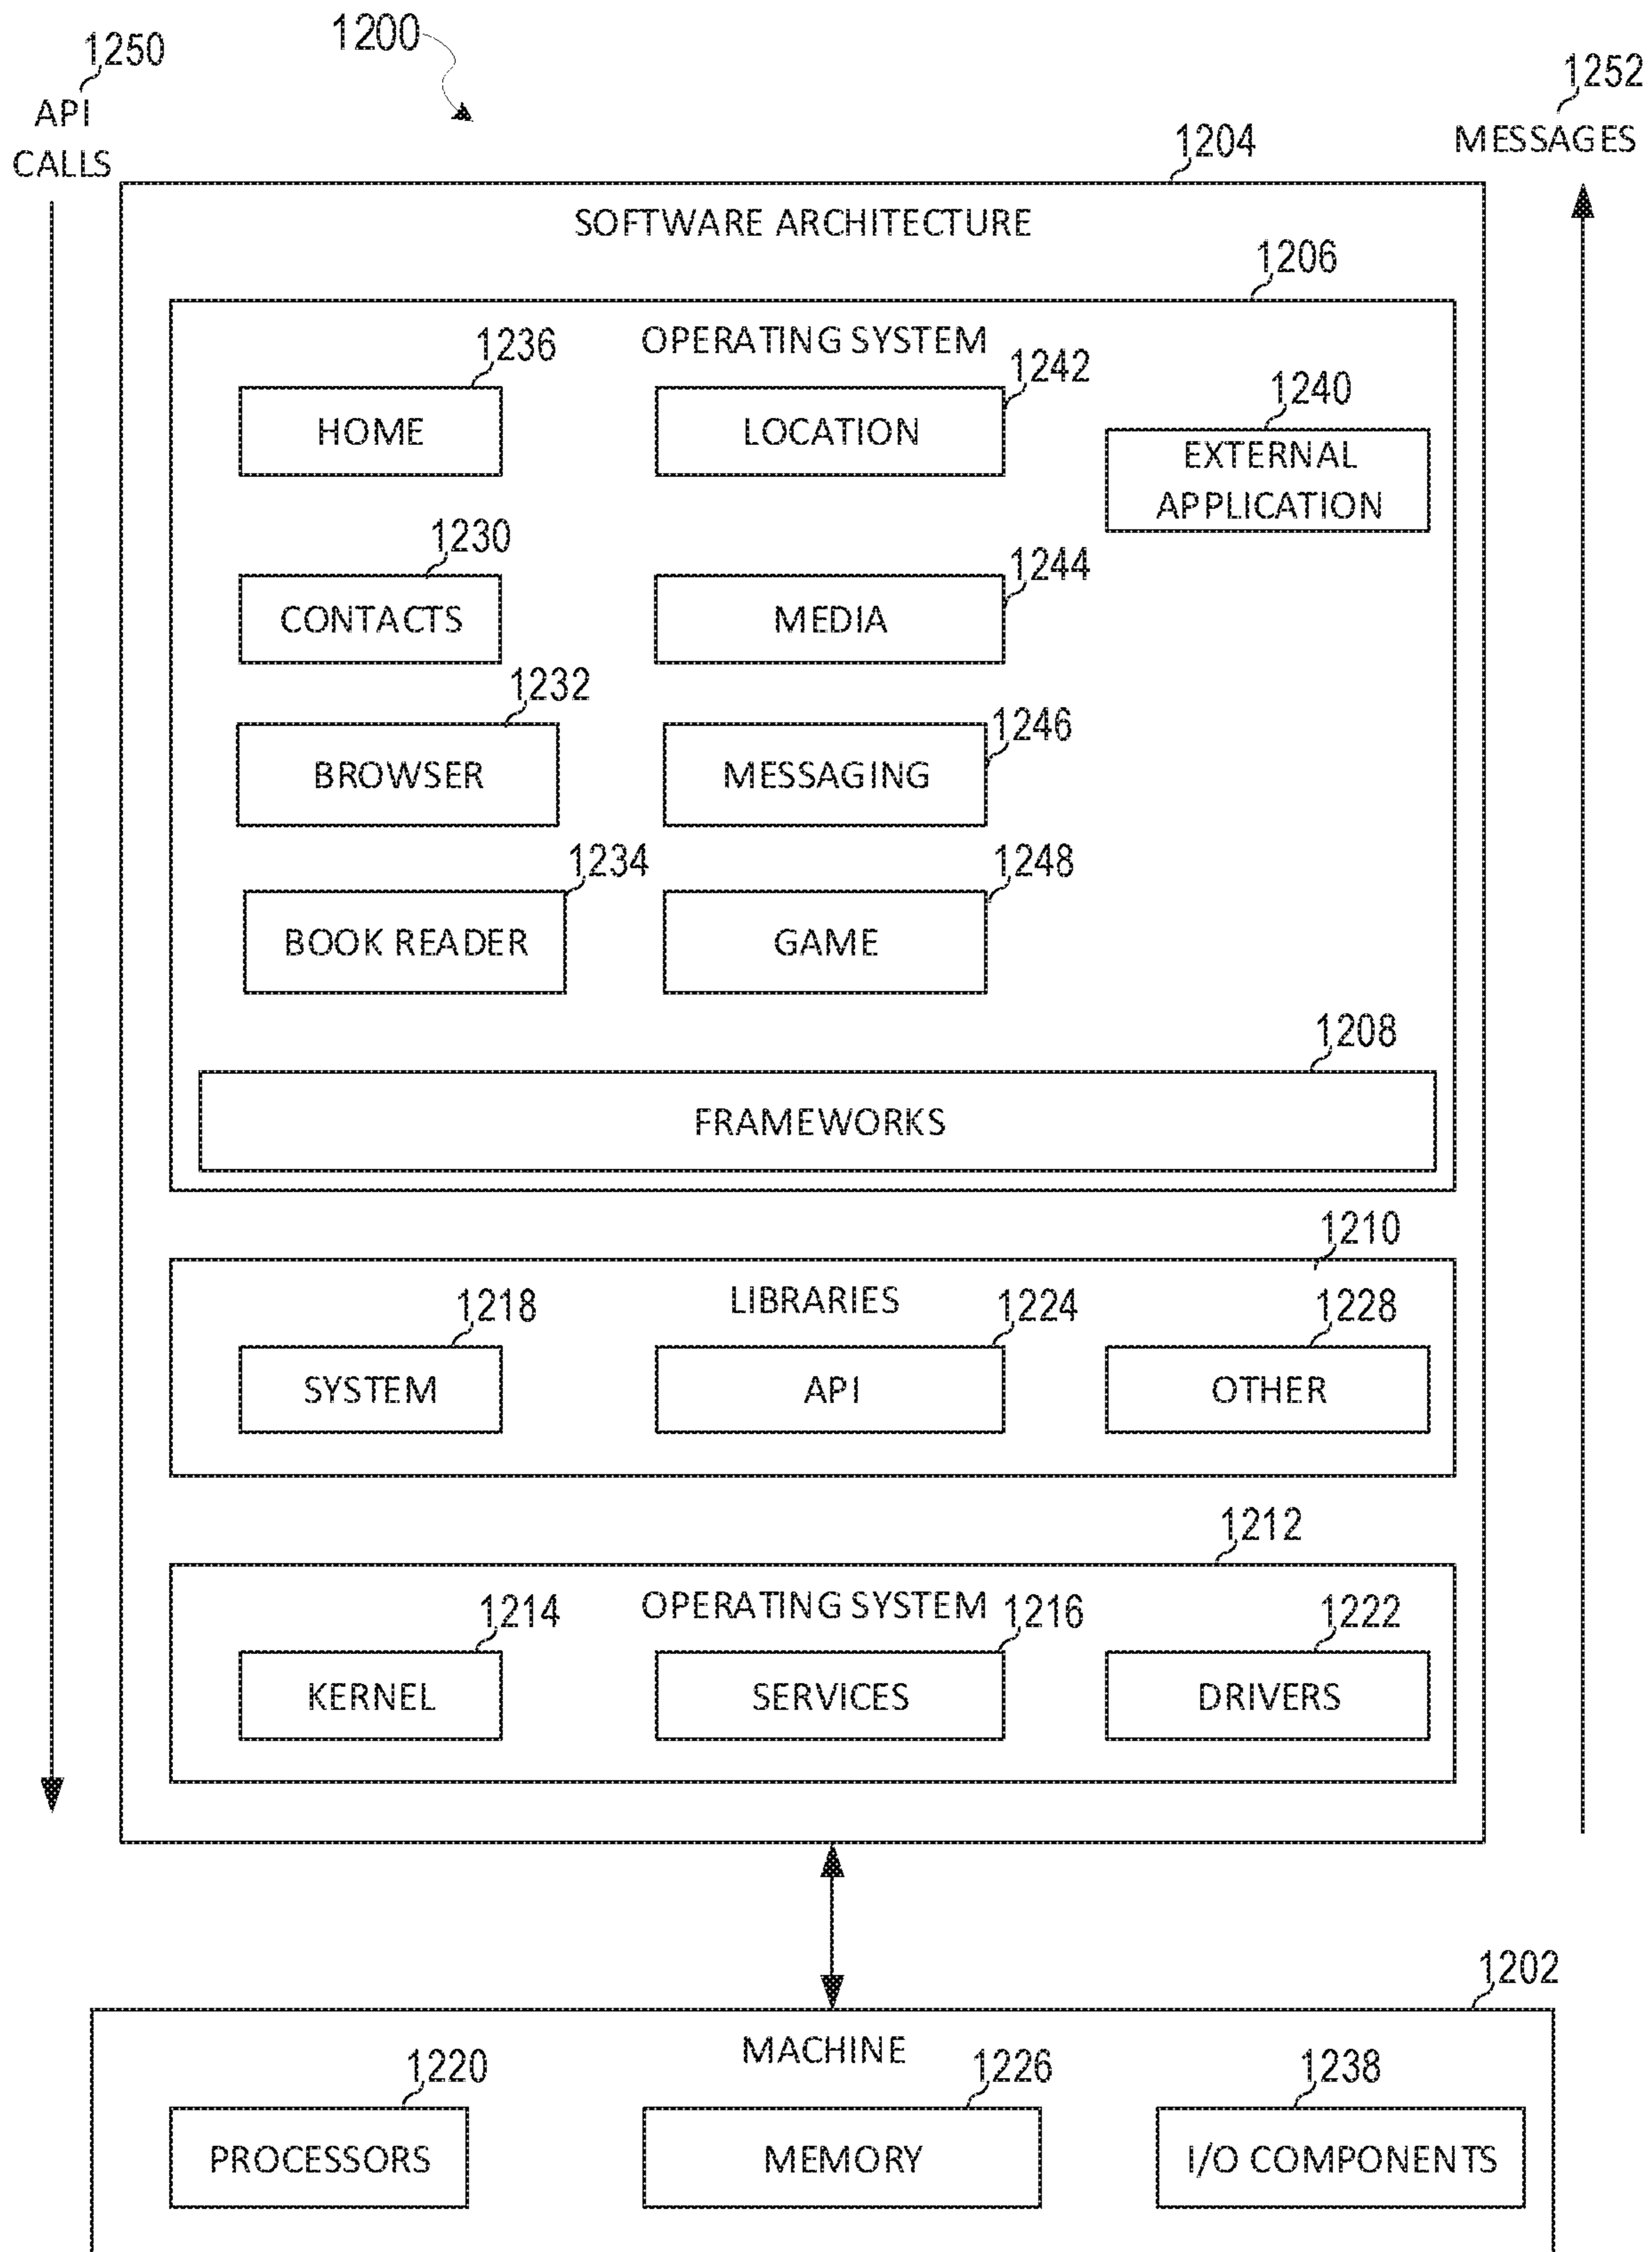 1250
API
CALLS
1200
1252
MESSAGES
1204
SOFTWARE ARCHITECTURE
1206
OPERATING SYSTEM
1236
HOME
1242
LOCATION
1240
EXTERNAL
APPLICATION
1230
CONTACTS
1244
MEDIA
1232
BROWSER
1246
MESSAGING
1234
BOOK READER
1248
GAME
1208
FRAMEWORKS
1210
LIBRARIES
1218
SYSTEM
1224
API
1228
OTHER
1212
OPERATING SYSTEM
1214
KERNEL
1216
SERVICES
1222
DRIVERS
1202
MACHINE
1220
PROCESSORS
1226
MEMORY
1238
I/O COMPONENTS